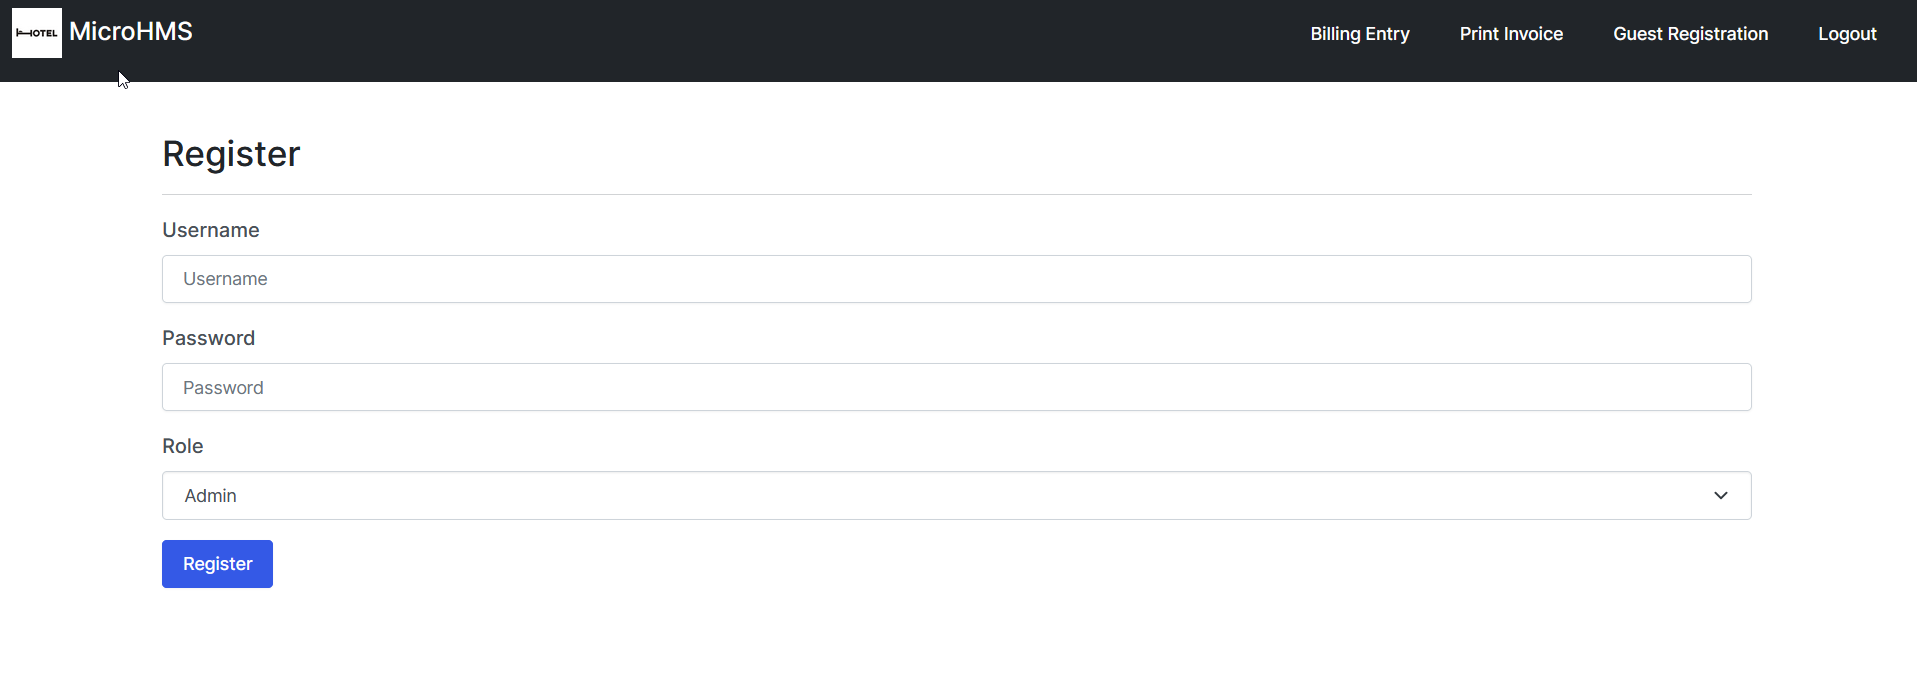 HOTEL MicroHMS Billing Entry Print Invoice Guest Registration Logout
Register
Username
Username
Password
Password
Role
Admin
Register